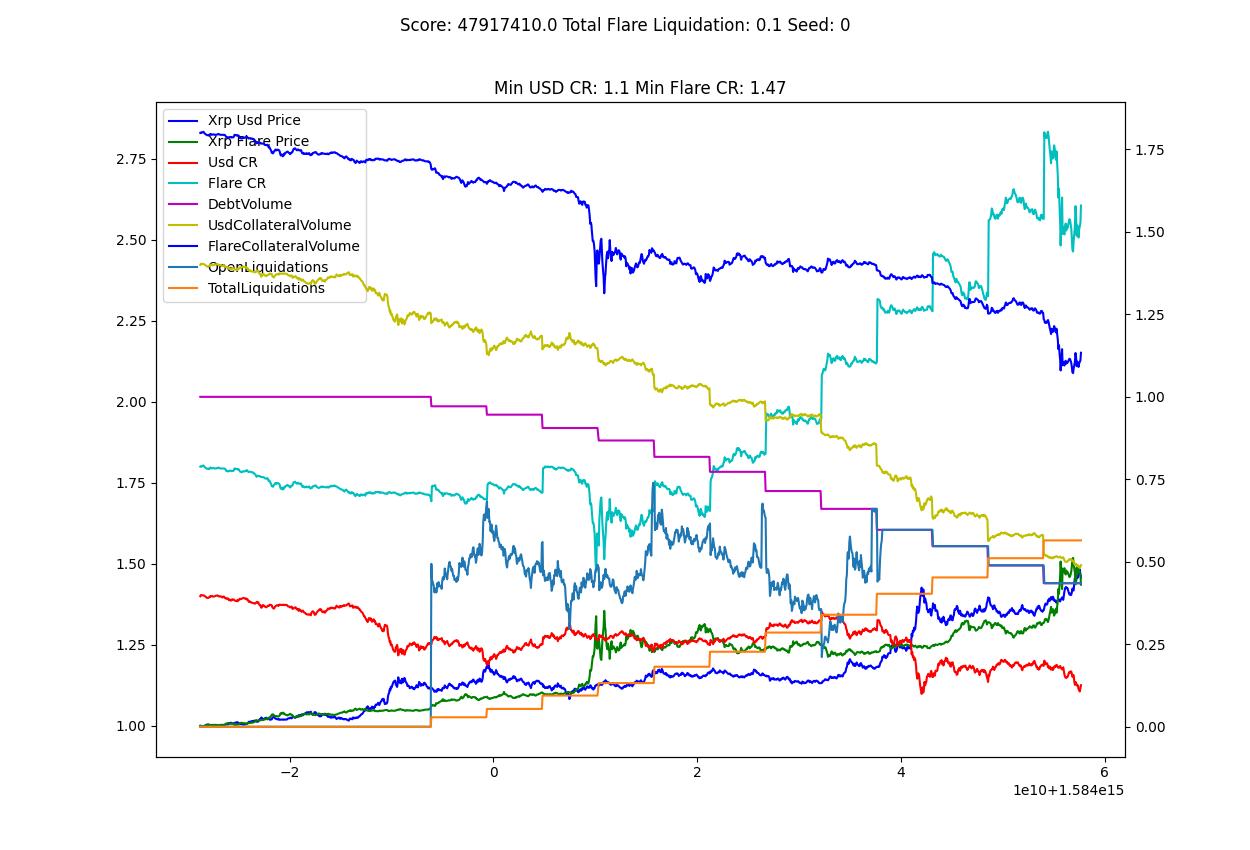 Score: 47917410.0 Total Flare Liquidation: 0.1 Seed: 0
Min USD CR: 1.1 Min Flare CR: 1.47
Xrp Usd Price
Xrp Flare Price
Usd CR
Flare CR
DebtVolume
UsdCollateralVolume
FlareCollateralVolume
OpenLiquidations
TotalLiquidations
2.75
2.50
2.25
2.00
1.75
1.50
1.25
1.00
1.75
1.50
1.25
1.00
0.75
0.50
0.25
0.00
−2
0
2
4
6
1e10+1.584e15